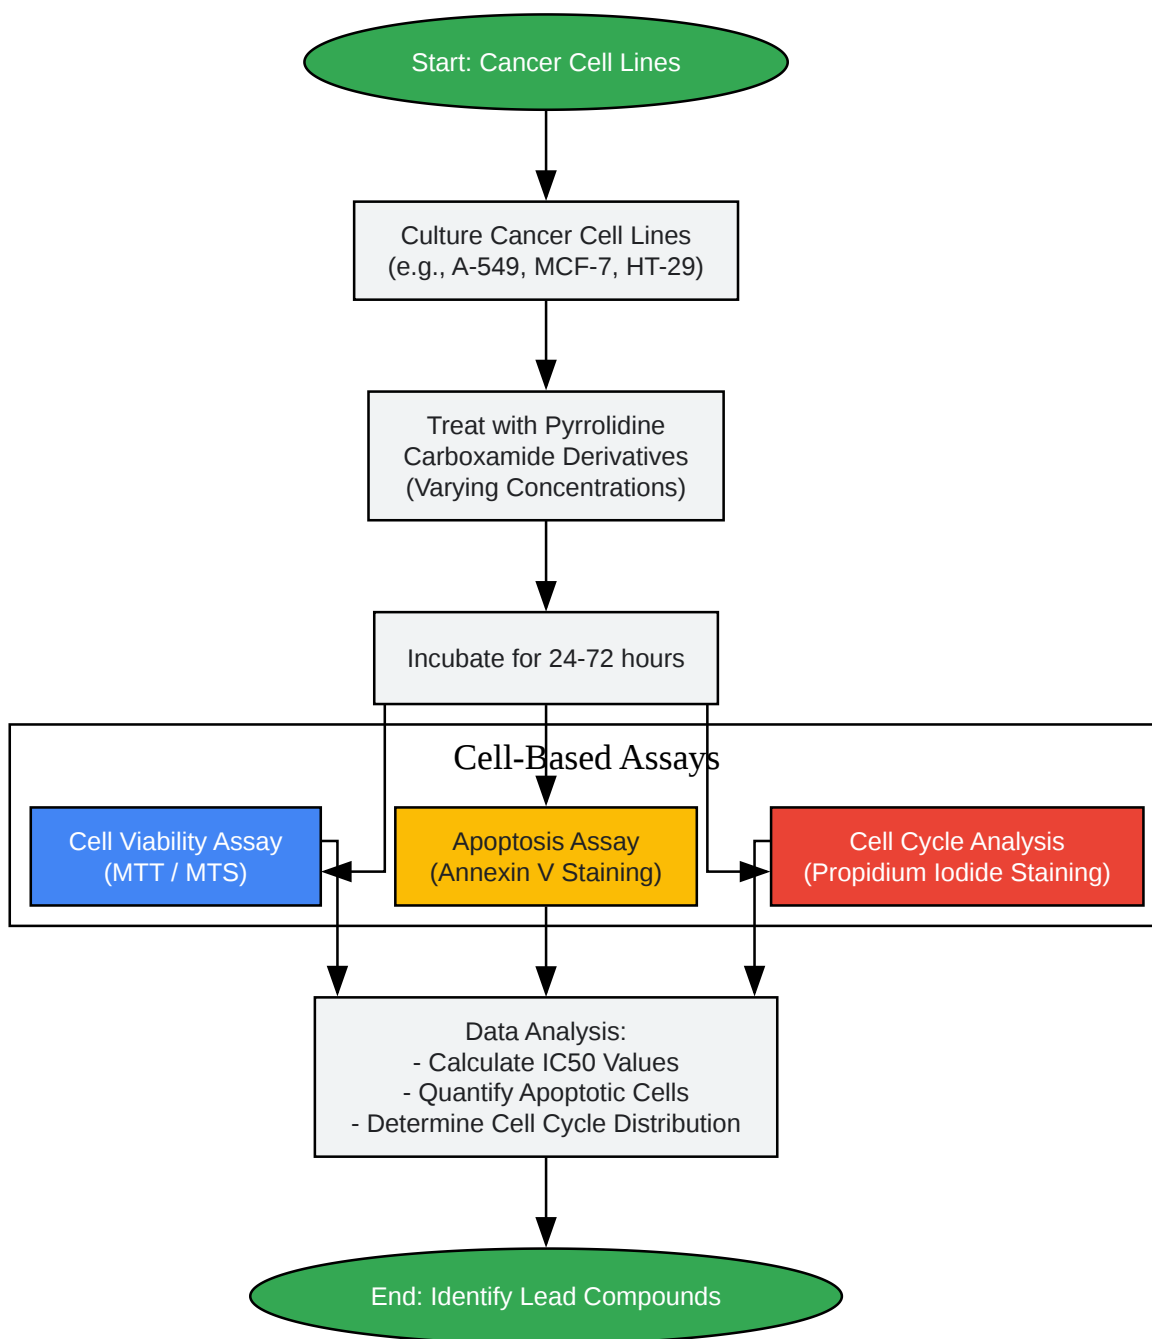 Start: Cancer Cell Lines
Culture Cancer Cell Lines
(e.g., A-549, MCF-7, HT-29)
Treat with Pyrrolidine
Carboxamide Derivatives
(Varying Concentrations)
Incubate for 24-72 hours
Cell-Based Assays
Cell Viability Assay
(MTT / MTS)
Apoptosis Assay
(Annexin V Staining)
Cell Cycle Analysis
(Propidium Iodide Staining)
Data Analysis:
- Calculate IC50 Values
- Quantify Apoptotic Cells
- Determine Cell Cycle Distribution
End: Identify Lead Compounds